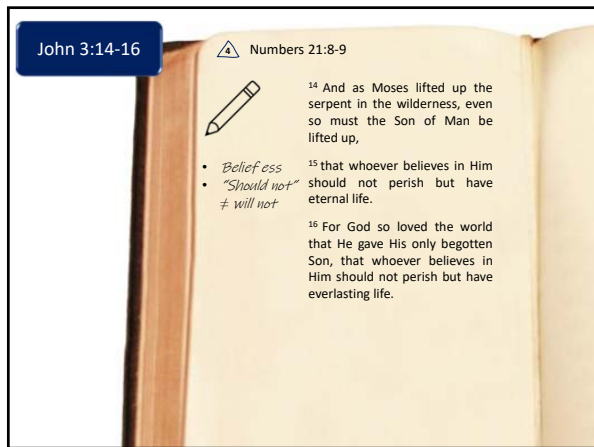 John 3:14-16
4 Numbers 21:8-9
14 And as Moses lifted up the
serpent in the wilderness, even
so must the Son of Man be
lifted up,
• Belief ess
• "Should not"
≠ will not
15 that whoever believes in Him
should not perish but have
eternal life.
16 For God so loved the world
that He gave His only begotten
Son, that whoever believes in
Him should not perish but have
everlasting life.